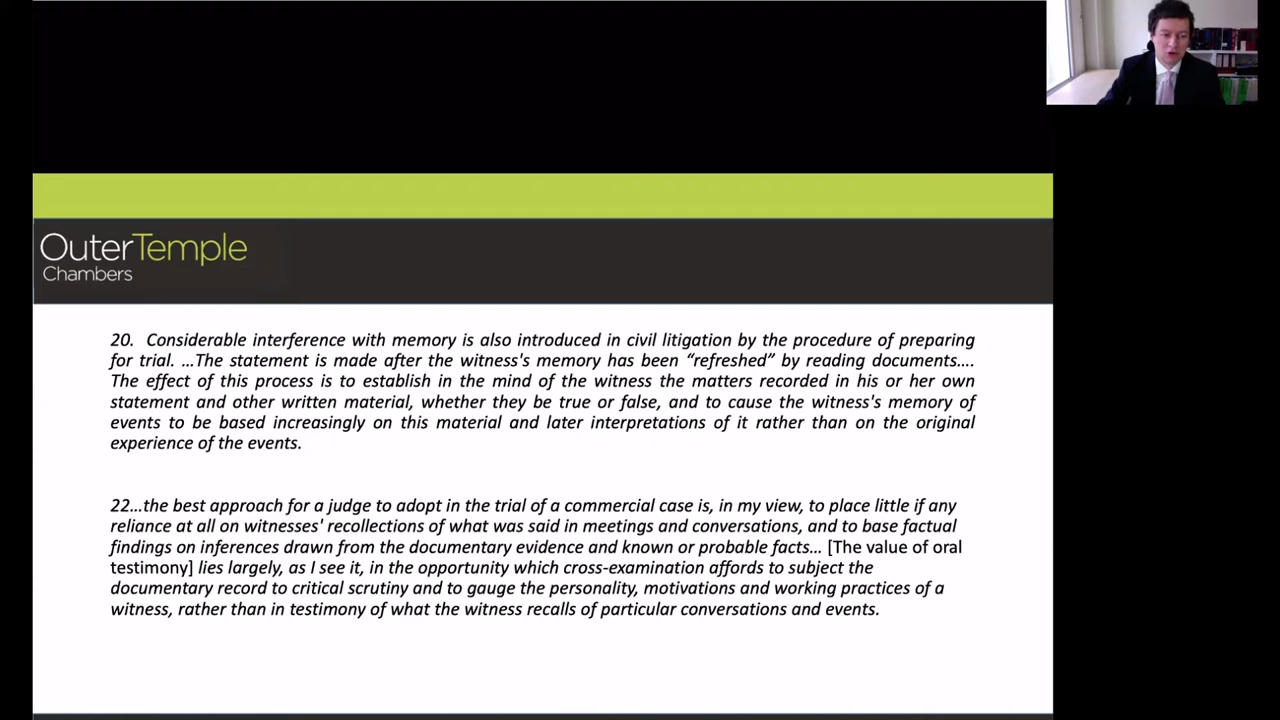 OuterTemple
Chambers
20. Considerable interference with memory is also introduced in civil litigation by the procedure of preparing
for trial. …The statement is made after the witness's memory has been “refreshed” by reading documents….
The effect of this process is to establish in the mind of the witness the matters recorded in his or her own
statement and other written material, whether they be true or false, and to cause the witness's memory of
events to be based increasingly on this material and later interpretations of it rather than on the original
experience of the events.
22…the best approach for a judge to adopt in the trial of a commercial case is, in my view, to place little if any
reliance at all on witnesses' recollections of what was said in meetings and conversations, and to base factual
findings on inferences drawn from the documentary evidence and known or probable facts… [The value of oral
testimony] lies largely, as I see it, in the opportunity which cross-examination affords to subject the
documentary record to critical scrutiny and to gauge the personality, motivations and working practices of a
witness, rather than in testimony of what the witness recalls of particular conversations and events.